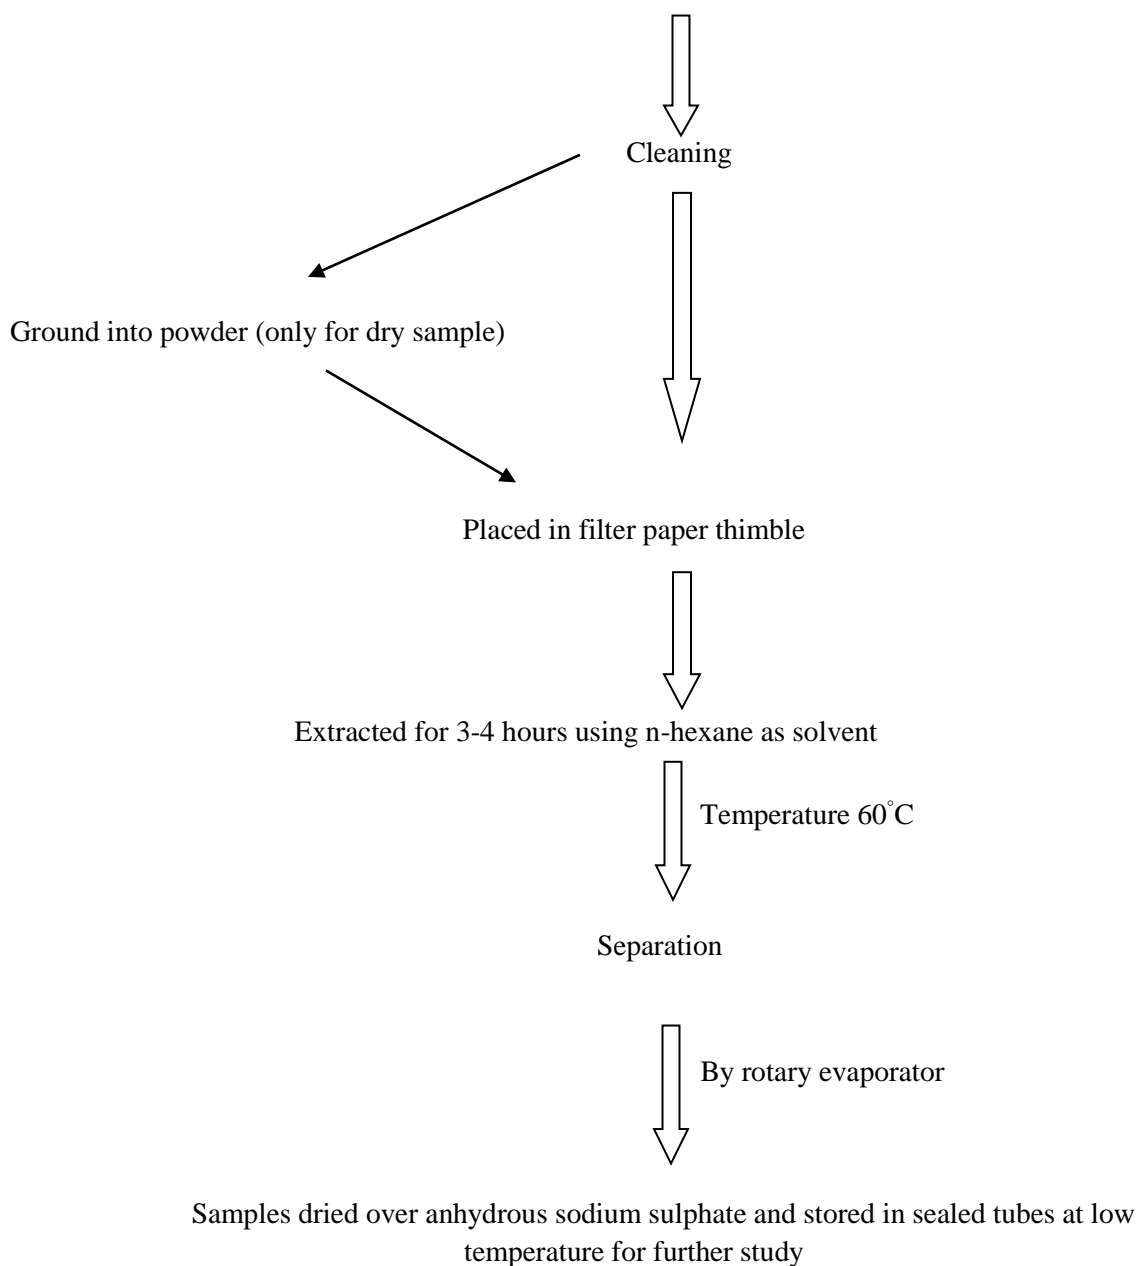 Cleaning
Ground into powder (only for dry sample)
Placed in filter paper thimble
Extracted for 3-4 hours using n-hexane as solvent
Temperature 60°C
Separation
By rotary evaporator
Samples dried over anhydrous sodium sulphate and stored in sealed tubes at low
temperature for further study